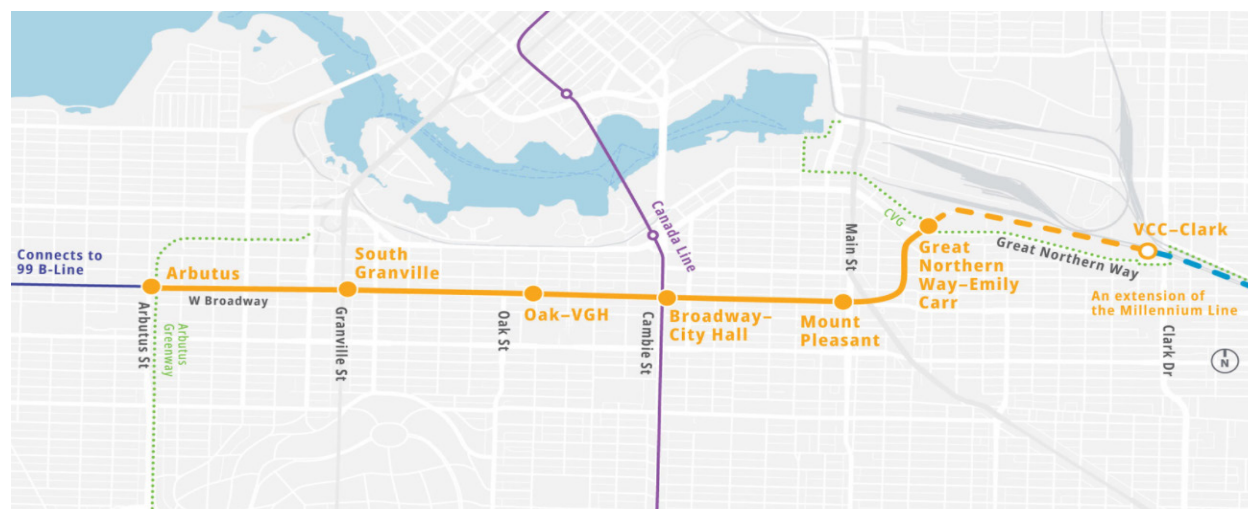 Canada Line
Connects to
99 B-Line
Arbutus
South
Granville
W Broadway
Arbutus St
Arbutus
Greenway
Granville St
Oak St
Oak–VGH
Cambie St
Broadway–
City Hall
Main St
Mount
Pleasant
CVG
Great
Northern
Way–Emily
Carr
Great Northern Way
VCC–Clark
An extension of
the Millennium Line
Clark Dr
N